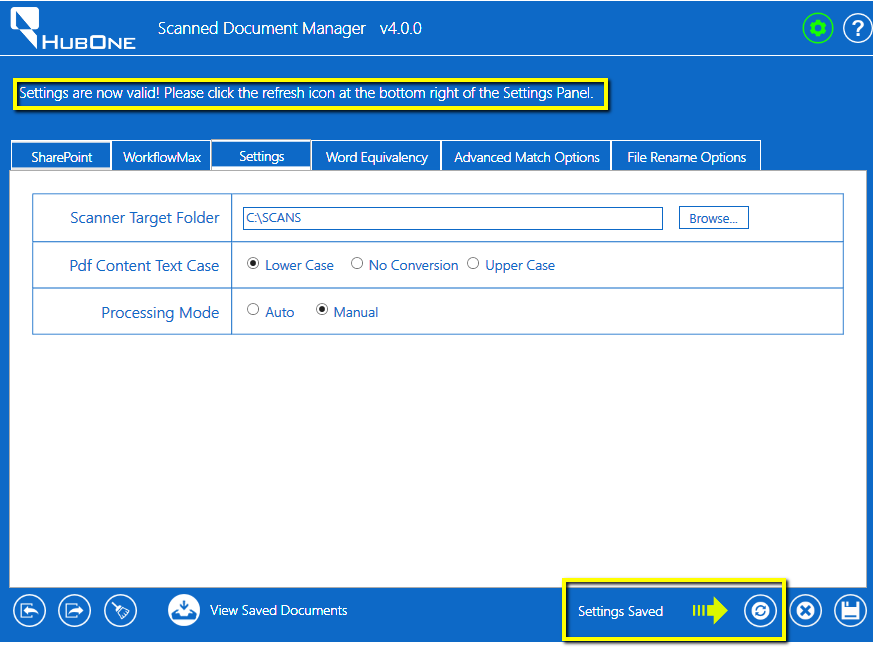 HUBONE
Scanned Document Manager v4.0.0
?
Settings are now valid! Please click the refresh icon at the bottom right of the Settings Panel.
SharePoint WorkflowMax Settings Word Equivalency Advanced Match Options File Rename Options
Scanner Target Folder C:\SCANS Browse...
Pdf Content Text Case Lower Case No Conversion Upper Case
Processing Mode Auto Manual
View Saved Documents Settings Saved